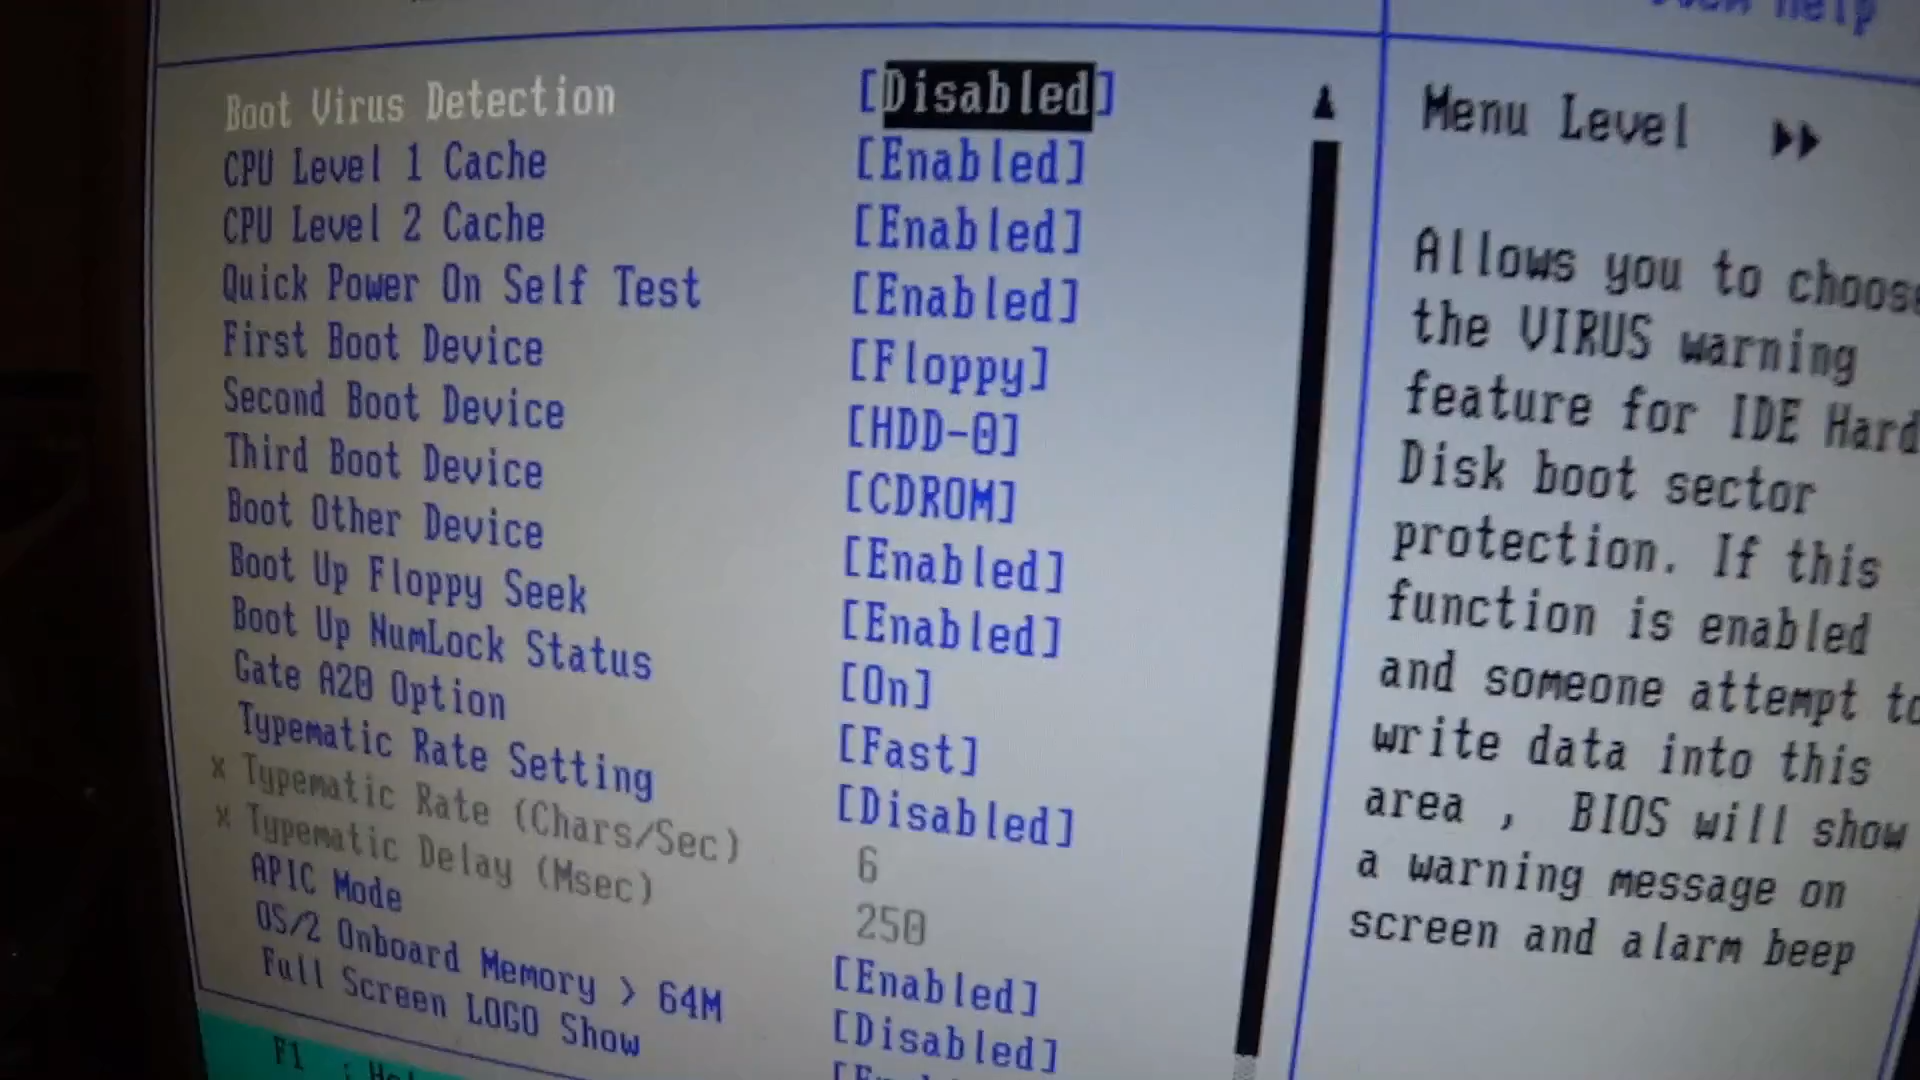 Help
Boot Virus Detection [Disabled]
CPU Level 1 Cache [Enabled]
CPU Level 2 Cache [Enabled]
Quick Power On Self Test [Enabled]
First Boot Device [Floppy]
Second Boot Device [HDD-0]
Third Boot Device [CDROM]
Boot Other Device [Enabled]
Boot Up Floppy Seek [Enabled]
Boot Up NumLock Status [On]
Gate A20 Option [Fast]
Typematic Rate Setting [Disabled]
x Typematic Rate (Chars/Sec) 6
x Typematic Delay (Msec) 250
APIC Mode [Enabled]
OS/2 Onboard Memory > 64M [Disabled]
Full Screen LOGO Show
F1 :
Menu Level
Allows you to choose
the VIRUS warning
feature for IDE Hard
Disk boot sector
protection. If this
function is enabled
and someone attempt to
write data into this
area , BIOS will show
a warning message on
screen and alarm beep